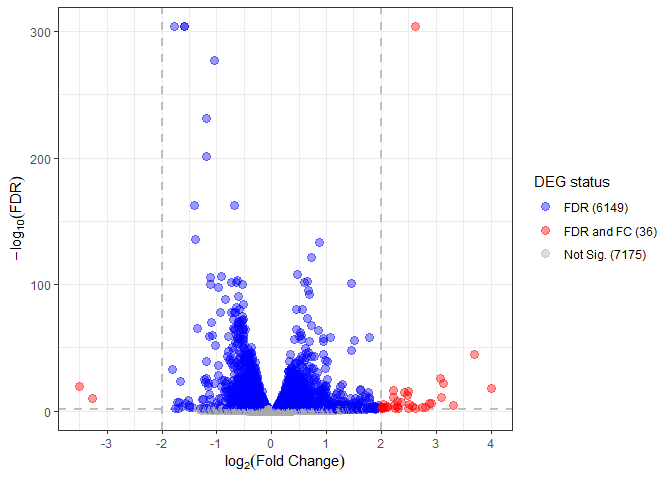 300
200
100
0
−log10(FDR)
-3
-2
-1
0
1
2
3
4
log2(Fold Change)
DEG status
FDR (6149)
FDR and FC (36)
Not Sig. (7175)